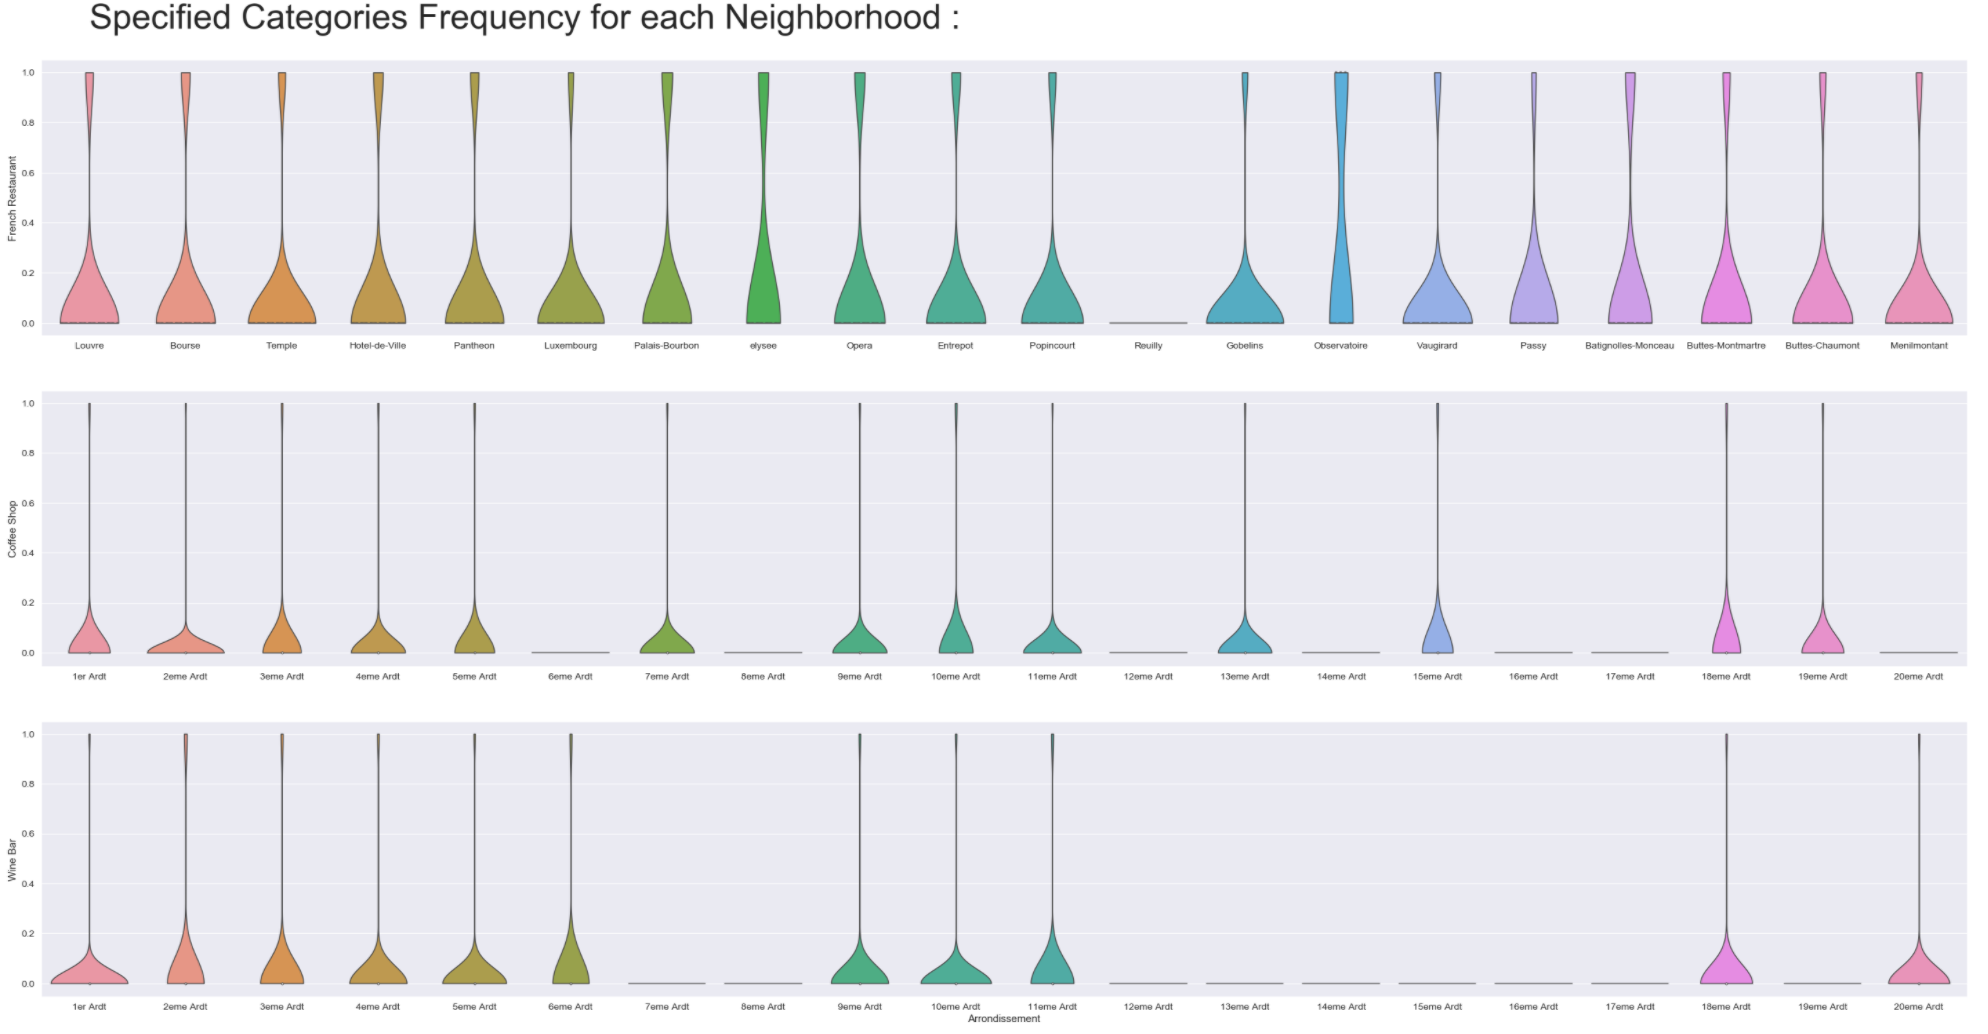 Specified Categories Frequency for each Neighborhood :
French Restaurant
1.0
0.8
0.6
0.4
0.2
0.0
Louvre Bourse Temple Hotel-de-Ville Pantheon Luxembourg Palais-Bourbon elysee Opera Entrepot Popincourt Reuilly Gobelins Observatoire Vaugirard Passy Batignolles-Monceau Buttes-Montmartre Buttes-Chaumont Menilmontant
Coffee Shop
1.0
0.8
0.6
0.4
0.2
0.0
1er Ardt 2eme Ardt 3eme Ardt 4eme Ardt 5eme Ardt 6eme Ardt 7eme Ardt 8eme Ardt 9eme Ardt 10eme Ardt 11eme Ardt 12eme Ardt 13eme Ardt 14eme Ardt 15eme Ardt 16eme Ardt 17eme Ardt 18eme Ardt 19eme Ardt 20eme Ardt
Wine Bar
1.0
0.8
0.6
0.4
0.2
0.0
1er Ardt 2eme Ardt 3eme Ardt 4eme Ardt 5eme Ardt 6eme Ardt 7eme Ardt 8eme Ardt 9eme Ardt 10eme Ardt 11eme Ardt 12eme Ardt 13eme Ardt 14eme Ardt 15eme Ardt 16eme Ardt 17eme Ardt 18eme Ardt 19eme Ardt 20eme Ardt
Arrondissement